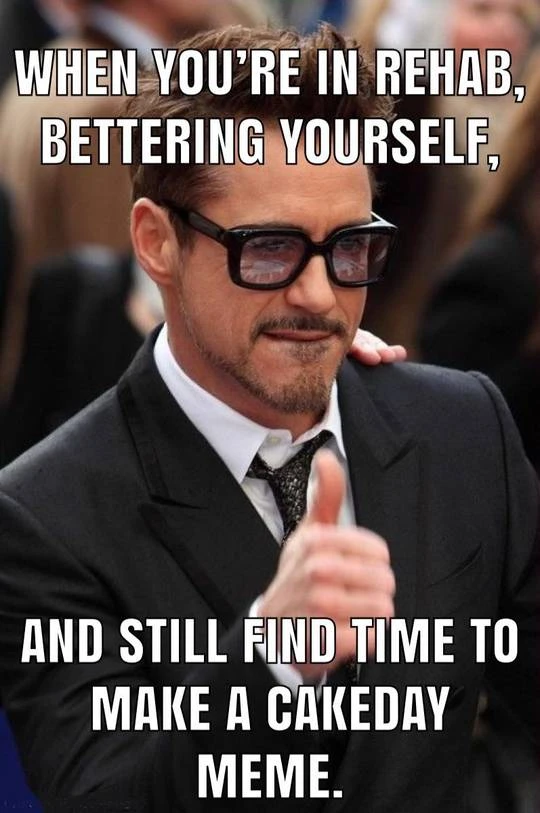 WHEN YOU’RE IN REHAB,
BETTERING YOURSELF,
AND STILL FIND TIME TO
MAKE A CAKEDAY
MEME.